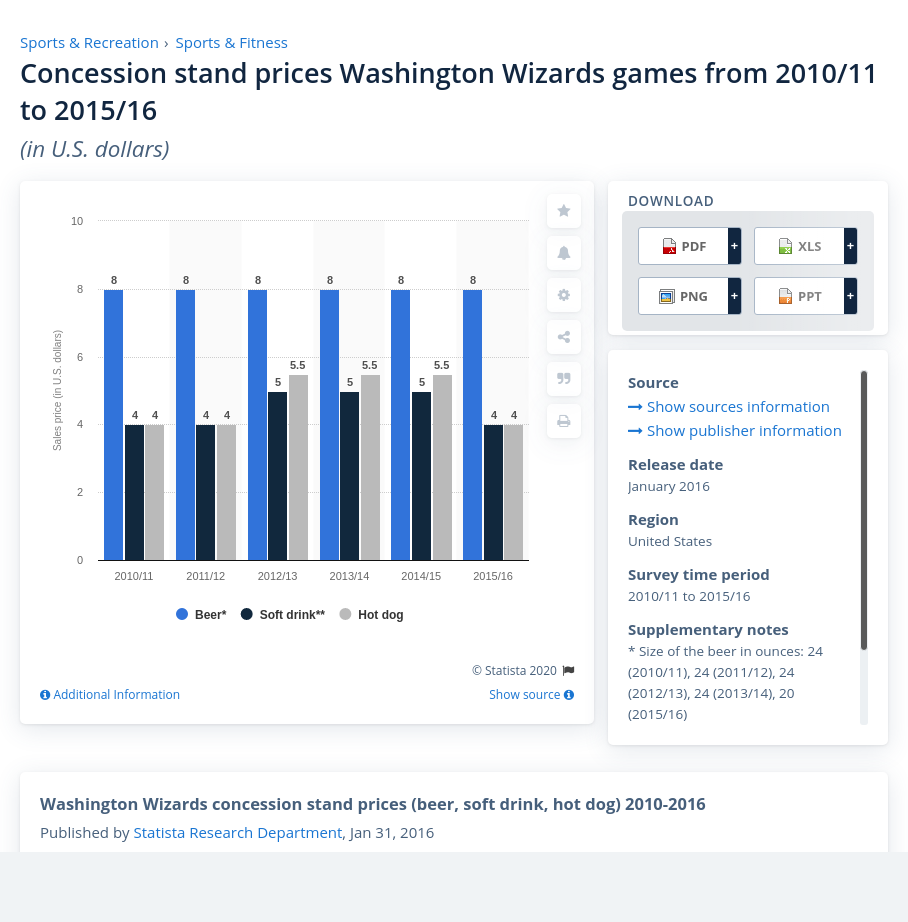 Sports & Recreation › Sports & Fitness
Concession stand prices Washington Wizards games from 2010/11
to 2015/16
(in U.S. dollars)
DOWNLOAD
PDF +
XLS +
PNG +
PPT +
Sales price (in U.S. dollars)
10
8
6
4
2
0
8 4 4
8 4 4
8 5 5.5
8 5 5.5
8 5 5.5
8 4 4
2010/11 2011/12 2012/13 2013/14 2014/15 2015/16
Beer* Soft drink** Hot dog
© Statista 2020
Additional Information
Show source
Source
Show sources information
Show publisher information
Release date
January 2016
Region
United States
Survey time period
2010/11 to 2015/16
Supplementary notes
* Size of the beer in ounces: 24
(2010/11), 24 (2011/12), 24
(2012/13), 24 (2013/14), 20
(2015/16)
Washington Wizards concession stand prices (beer, soft drink, hot dog) 2010-2016
Published by Statista Research Department, Jan 31, 2016